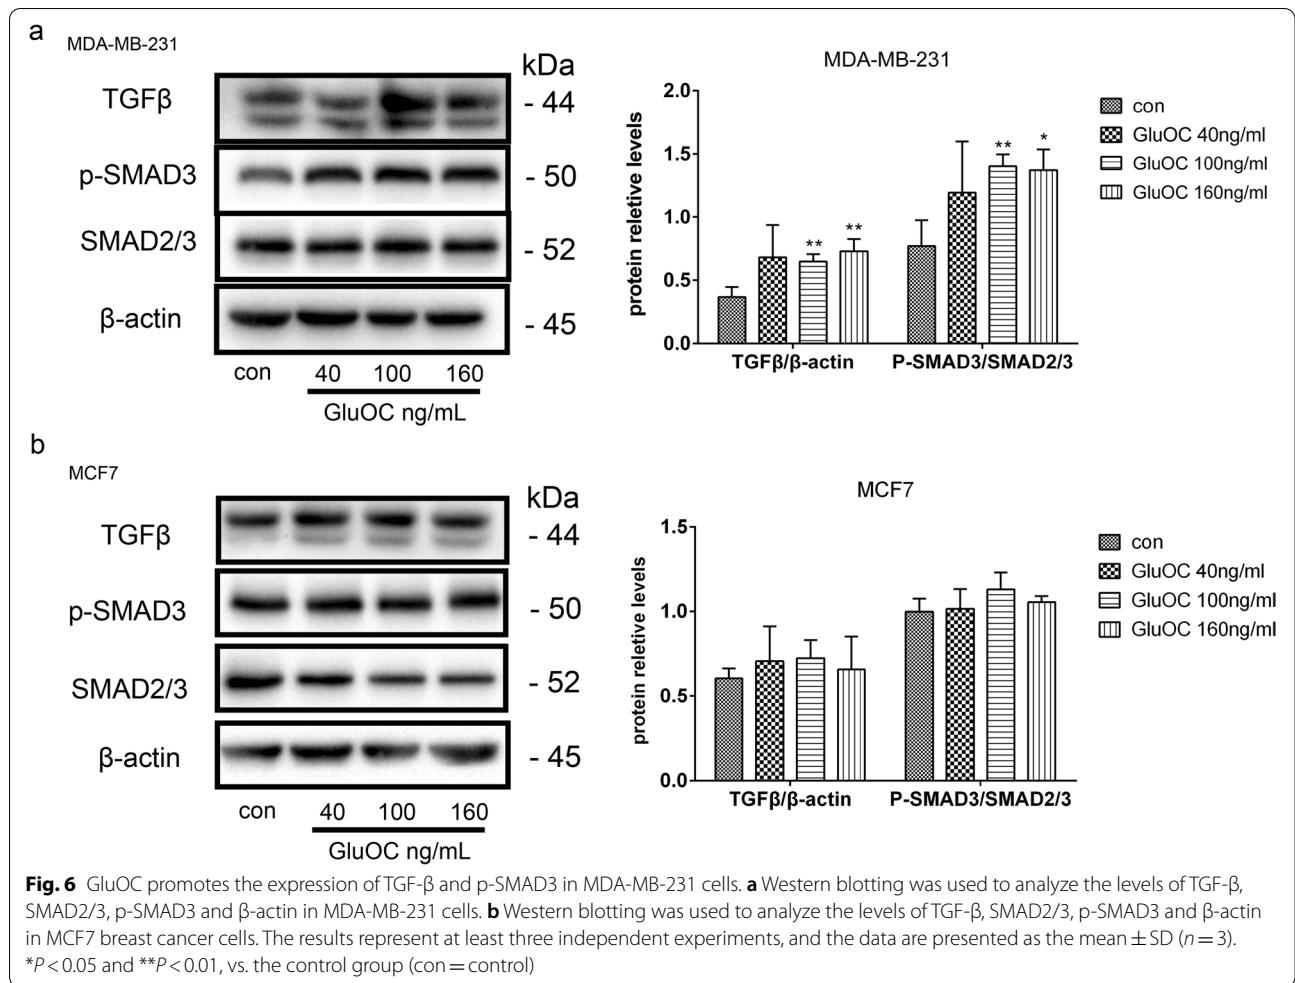 a
MDA-MB-231
kDa
TGFβ
- 44
p-SMAD3
- 50
SMAD2/3
- 52
β-actin
- 45
con 40 100 160
GluOC ng/mL
MDA-MB-231
protein reletive levels
2.0
1.5
1.0
0.5
0.0
** **
** *
TGFβ/β-actin P-SMAD3/SMAD2/3
con
GluOC 40ng/ml
GluOC 100ng/ml
GluOC 160ng/ml
b
MCF7
kDa
TGFβ
- 44
p-SMAD3
- 50
SMAD2/3
- 52
β-actin
- 45
con 40 100 160
GluOC ng/mL
MCF7
protein reletive levels
1.5
1.0
0.5
0.0
TGFβ/β-actin P-SMAD3/SMAD2/3
con
GluOC 40ng/ml
GluOC 100ng/ml
GluOC 160ng/ml
Fig. 6 GluOC promotes the expression of TGF-β and p-SMAD3 in MDA-MB-231 cells. a Western blotting was used to analyze the levels of TGF-β,
SMAD2/3, p-SMAD3 and β-actin in MDA-MB-231 cells. b Western blotting was used to analyze the levels of TGF-β, SMAD2/3, p-SMAD3 and β-actin
in MCF7 breast cancer cells. The results represent at least three independent experiments, and the data are presented as the mean ± SD (n = 3).
*P < 0.05 and **P < 0.01, vs. the control group (con = control)